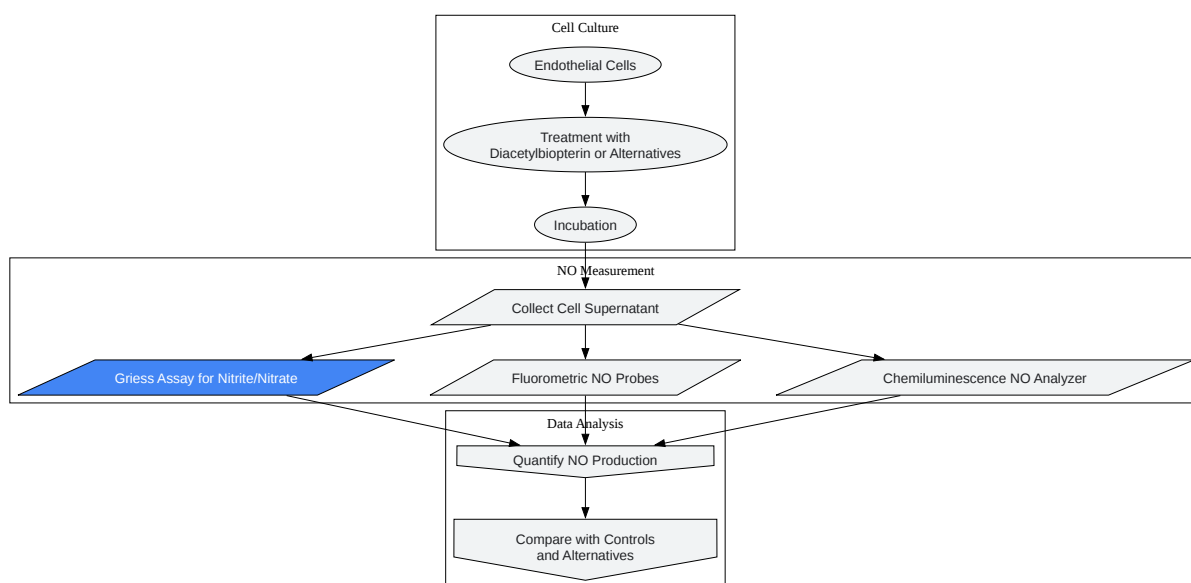 Cell Culture
Endothelial Cells
Treatment with
Diacetylbiopterin or Alternatives
Incubation
NO Measurement
Collect Cell Supernatant
Griess Assay for Nitrite/Nitrate
Fluorometric NO Probes
Chemiluminescence NO Analyzer
Data Analysis
Quantify NO Production
Compare with Controls
and Alternatives